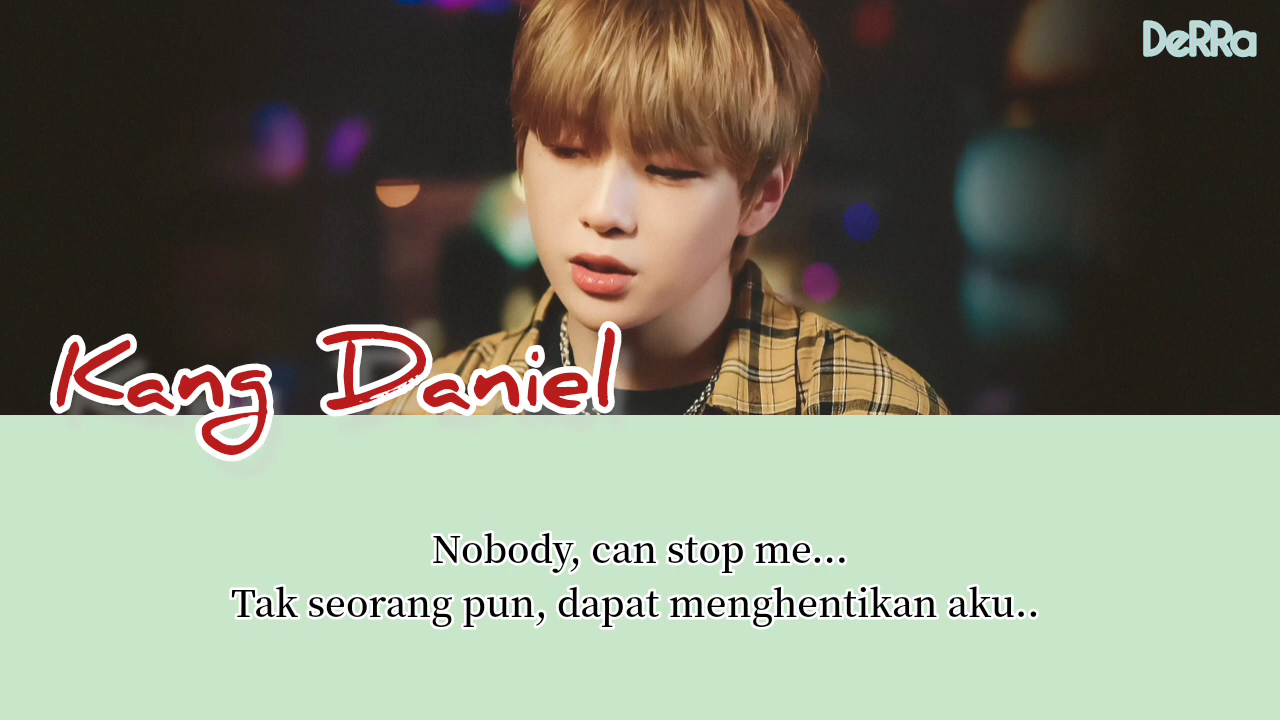 DeRRa
Kang Daniel
Nobody, can stop me...
Tak seorang pun, dapat menghentikan aku..